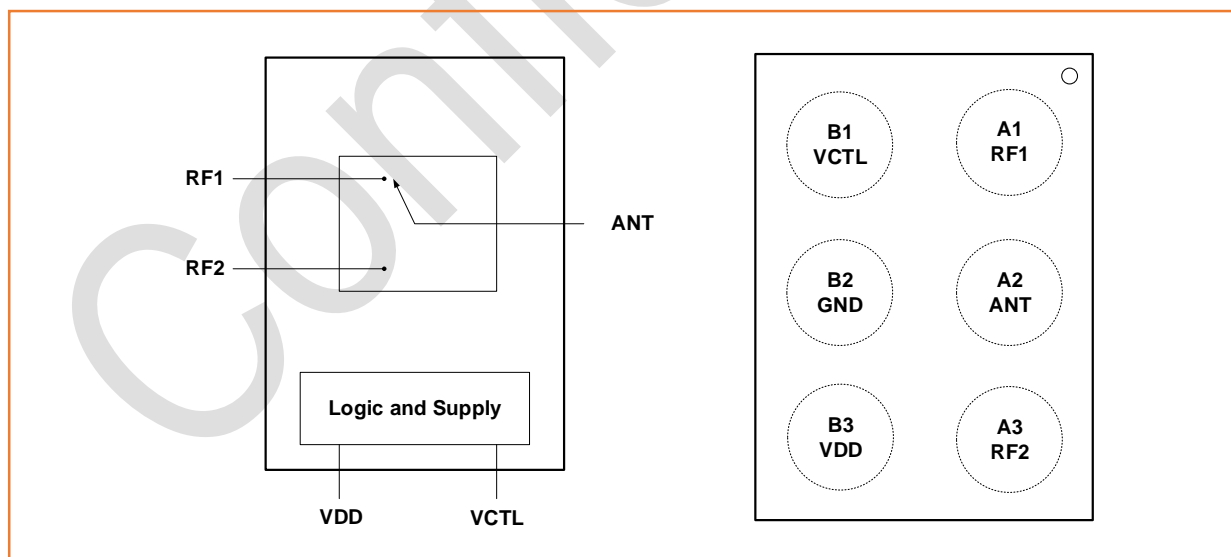 RF1
ANT
RF2
Logic and Supply
VDD
VCTL
B1
VCTL
A1
RF1
B2
GND
A2
ANT
B3
VDD
A3
RF2